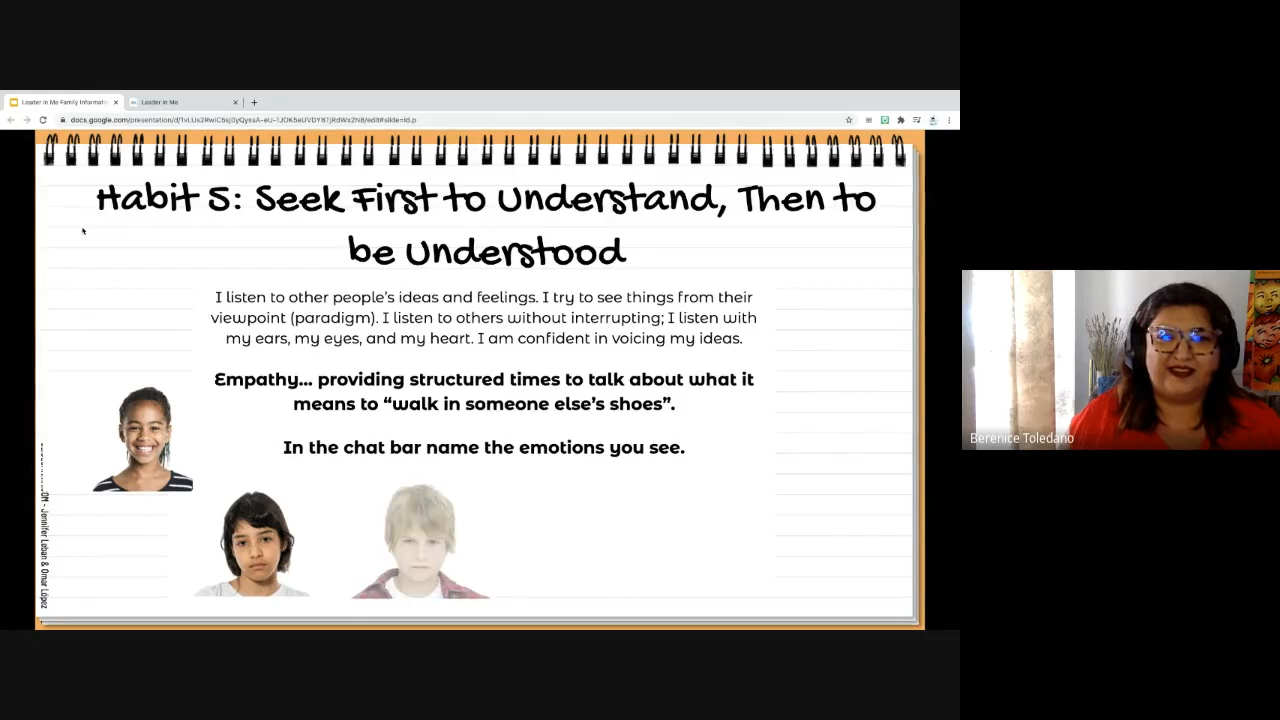 Leader in Me Family Informati
Leader in Me
Habit 5: Seek First to Understand, Then to
be Understood
I listen to other people's ideas and feelings. I try to see things from their
viewpoint (paradigm). I listen to others without interrupting; I listen with
my ears, my eyes, and my heart. I am confident in voicing my ideas.
Empathy... providing structured times to talk about what it
means to “walk in someone else's shoes”.
In the chat bar name the emotions you see.
- Jennifer Leban & Omar López
Berenice Toledano